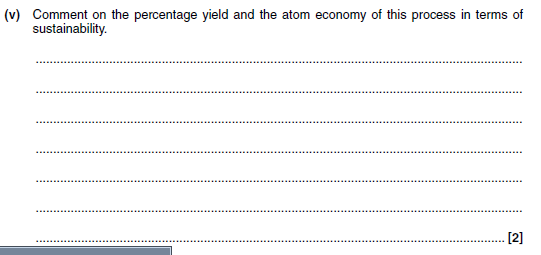 (v) Comment on the percentage yield and the atom economy of this process in terms of
sustainability.
[2]